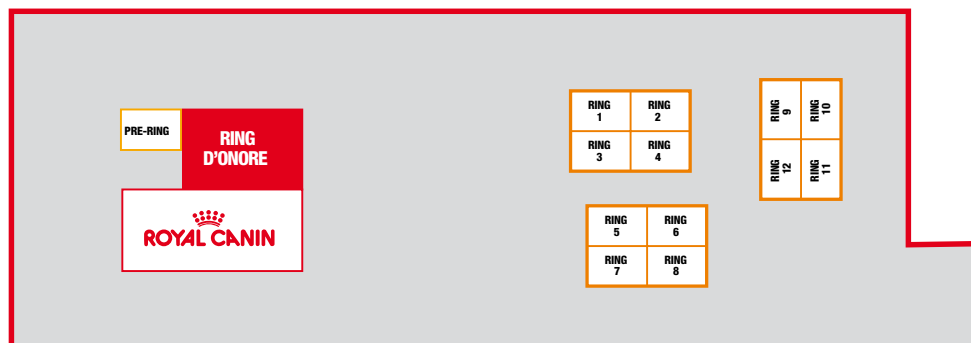 PRE-RING
RING
D'ONORE
ROYAL CANIN
RING
1
RING
2
RING
3
RING
4
RING
5
RING
6
RING
7
RING
8
RING
9
RING
10
RING
12
RING
11